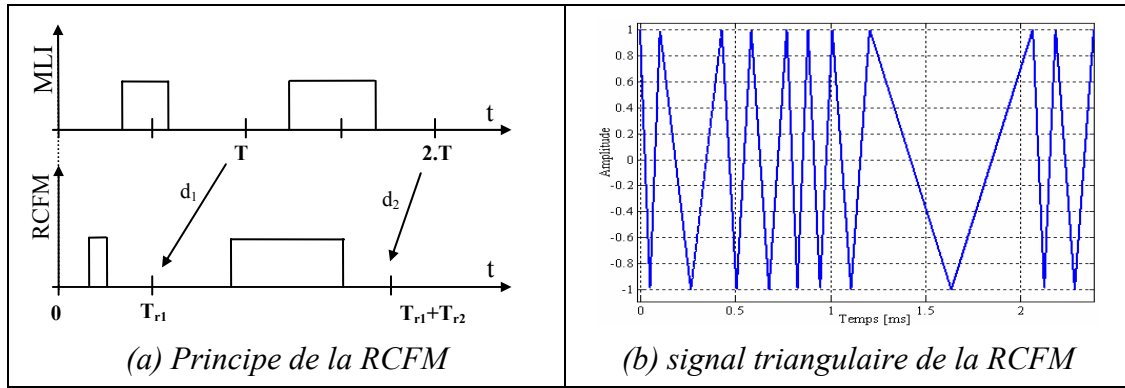 MLI
t
T
2.T
d1
d2
RCFM
t
0
Tr1
Tr1+Tr2
(a) Principe de la RCFM
1
0.8
0.6
0.4
0.2
0
-0.2
-0.4
-0.6
-0.8
-1
Amplitude
0
0.5
1
1.5
2
Temps [ms]
(b) signal triangulaire de la RCFM